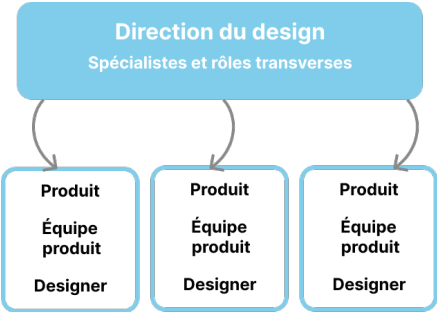 Direction du design
Spécialistes et rôles transverses
Produit
Équipe
produit
Designer
Produit
Équipe
produit
Designer
Produit
Équipe
produit
Designer